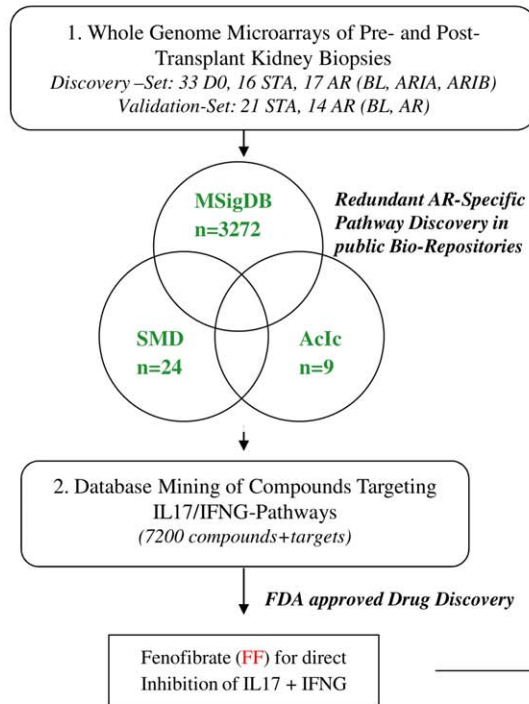 1. Whole Genome Microarrays of Pre- and Post-
Transplant Kidney Biopsies
Discovery –Set: 33 D0, 16 STA, 17 AR (BL, ARIA, ARIB)
Validation-Set: 21 STA, 14 AR (BL, AR)
MSigDB
n=3272
Redundant AR-Specific
Pathway Discovery in
public Bio-Repositories
SMD
n=24
AcIc
n=9
2. Database Mining of Compounds Targeting
IL17/IFNG-Pathways
(7200 compounds+targets)
FDA approved Drug Discovery
Fenofibrate (FF) for direct
Inhibition of IL17 + IFNG